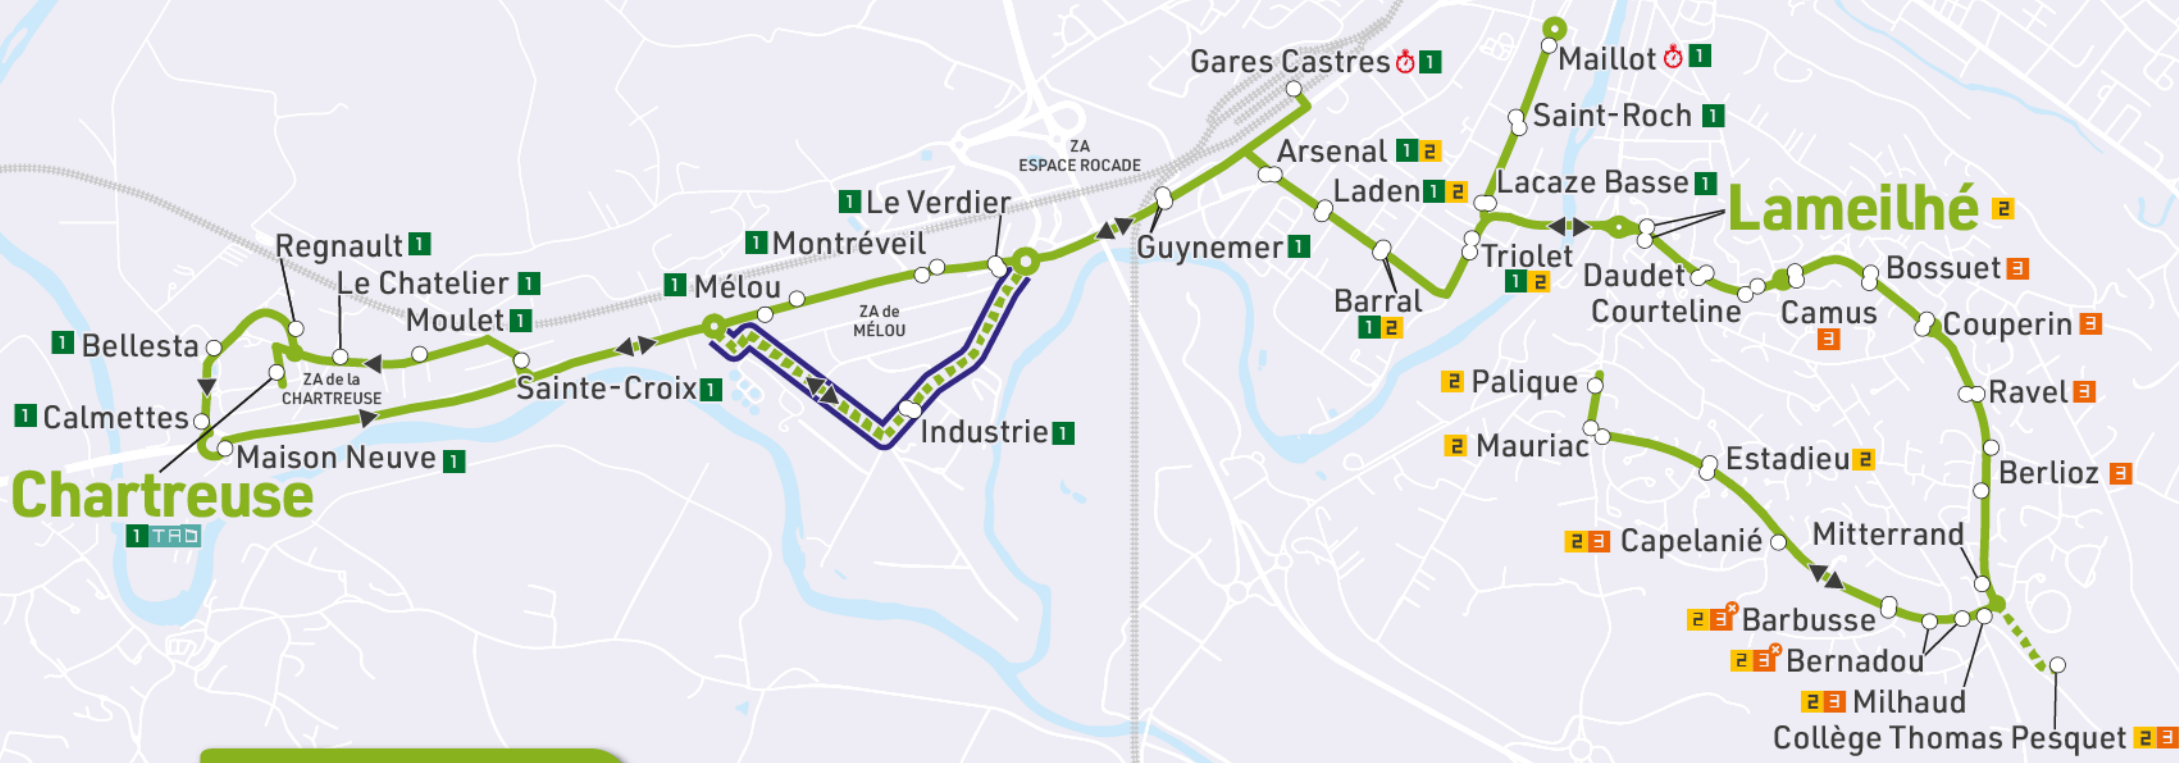 Gares Castres 1
Maillot 1
Saint-Roch 1
ZA
ESPACE ROCADE
Arsenal 1 2
Laden 1 2
Lacaze Basse 1
Lameilhé 2
1 Le Verdier
Regnault 1
1 Montréveil
Guynemer 1
Triolet
1 2
Le Chatelier 1
1 Mélou
Daudet
Bossuet 3
Barral
1 2
Courteline
Camus
3
Moulet 1
ZA de
MÉLOU
Couperin 3
1 Bellesta
ZA de la
CHARTREUSE
Sainte-Croix 1
2 Palique
Ravel 3
1 Calmettes
Industrie 1
2 Mauriac
Maison Neuve 1
Estadieu 2
Berlioz 3
Chartreuse
1 TAD
2 3 Capelanié
Mitterrand
2 3 Barbusse
2 3 Bernadou
2 3 Milhaud
Collège Thomas Pesquet 2 3